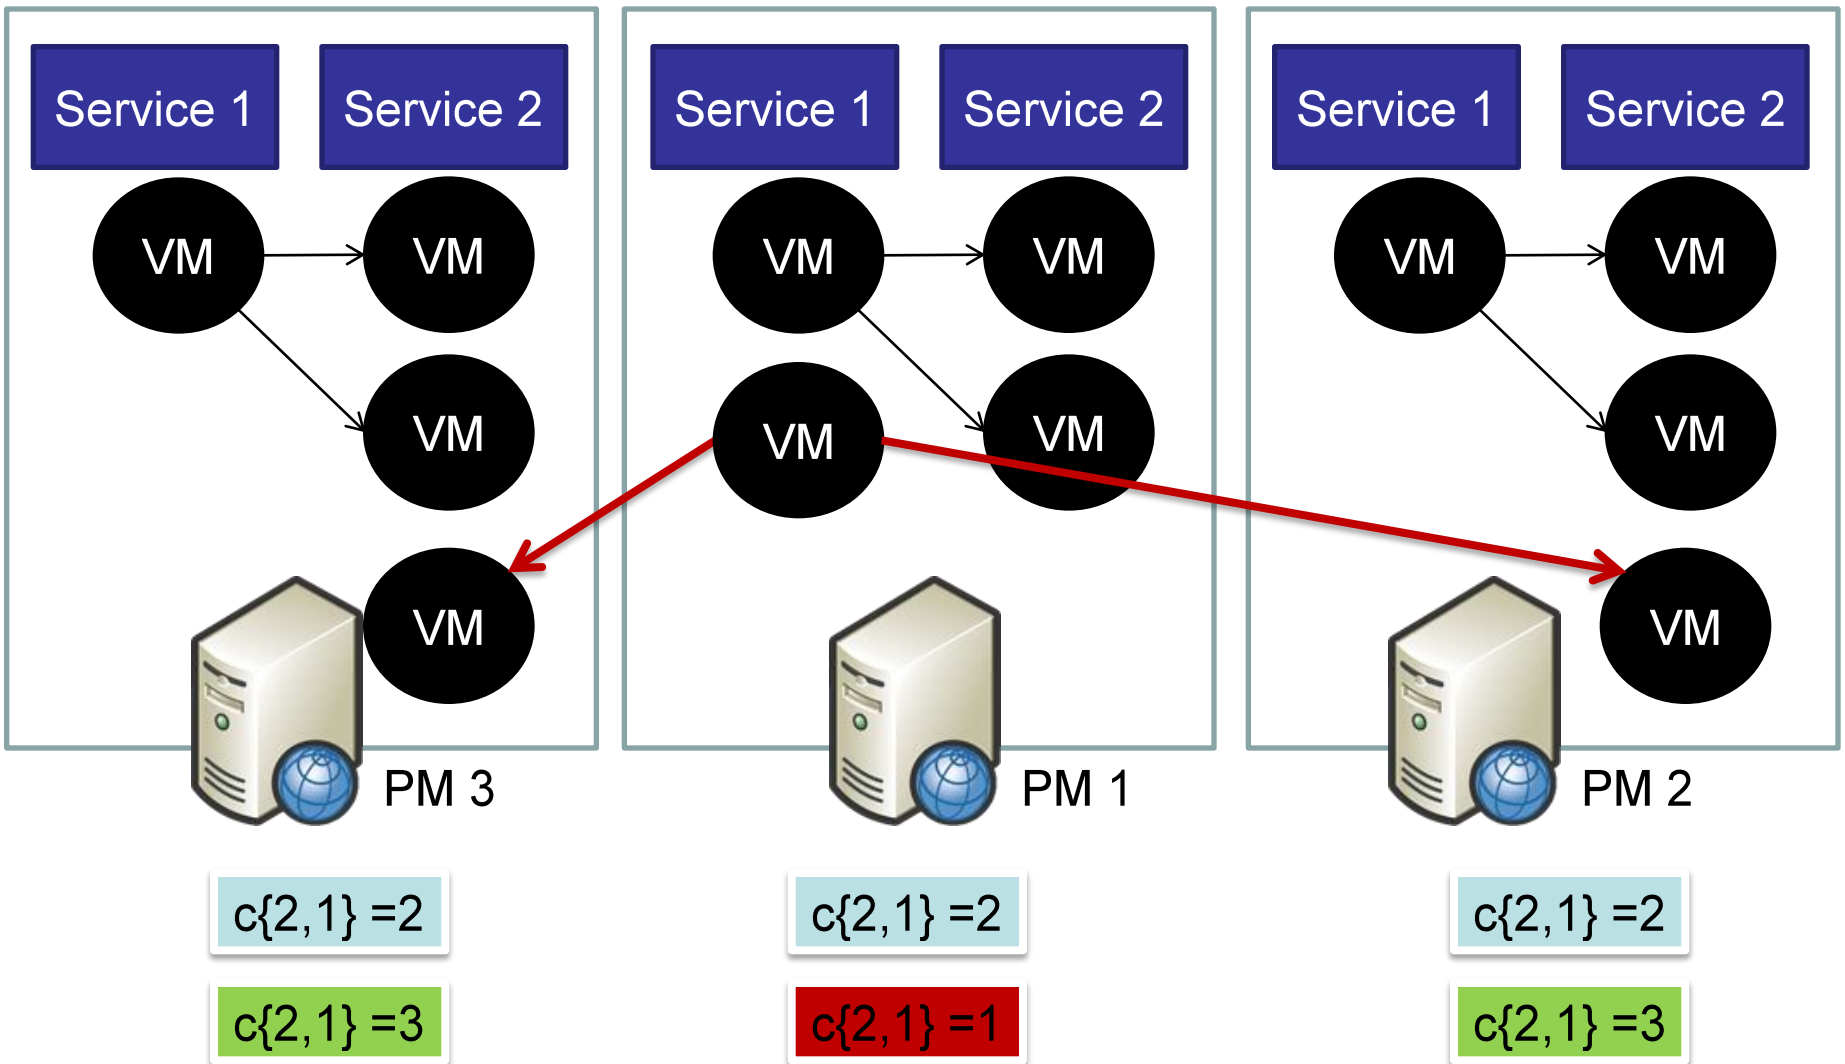 Service 1 Service 2 Service 1 Service 2 Service 1 Service 2
VM VM VM VM VM VM
VM VM VM VM
VM VM
PM 3 PM 1 PM 2
c{2,1} =2 c{2,1} =2 c{2,1} =2
c{2,1} =3 c{2,1} =1 c{2,1} =3